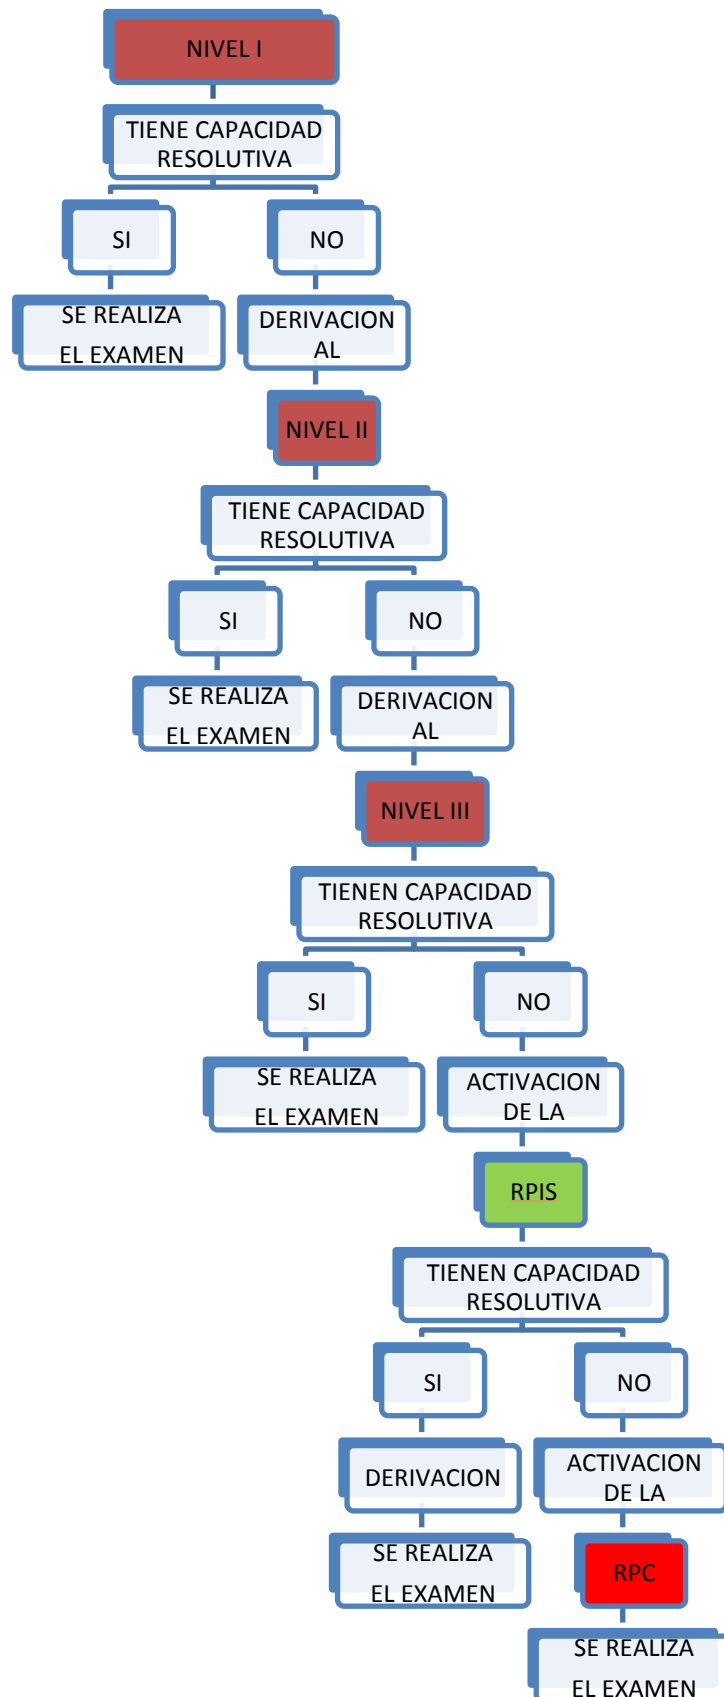 NIVEL I
TIENE CAPACIDAD
RESOLUTIVA
SI
NO
SE REALIZA
EL EXAMEN
DERIVACION
AL
NIVEL II
TIENE CAPACIDAD
RESOLUTIVA
SI
NO
SE REALIZA
EL EXAMEN
DERIVACION
AL
NIVEL III
TIENEN CAPACIDAD
RESOLUTIVA
SI
NO
SE REALIZA
EL EXAMEN
ACTIVACION
DE LA
RPIS
TIENEN CAPACIDAD
RESOLUTIVA
SI
NO
DERIVACION
ACTIVACION
DE LA
SE REALIZA
EL EXAMEN
RPC
SE REALIZA
EL EXAMEN